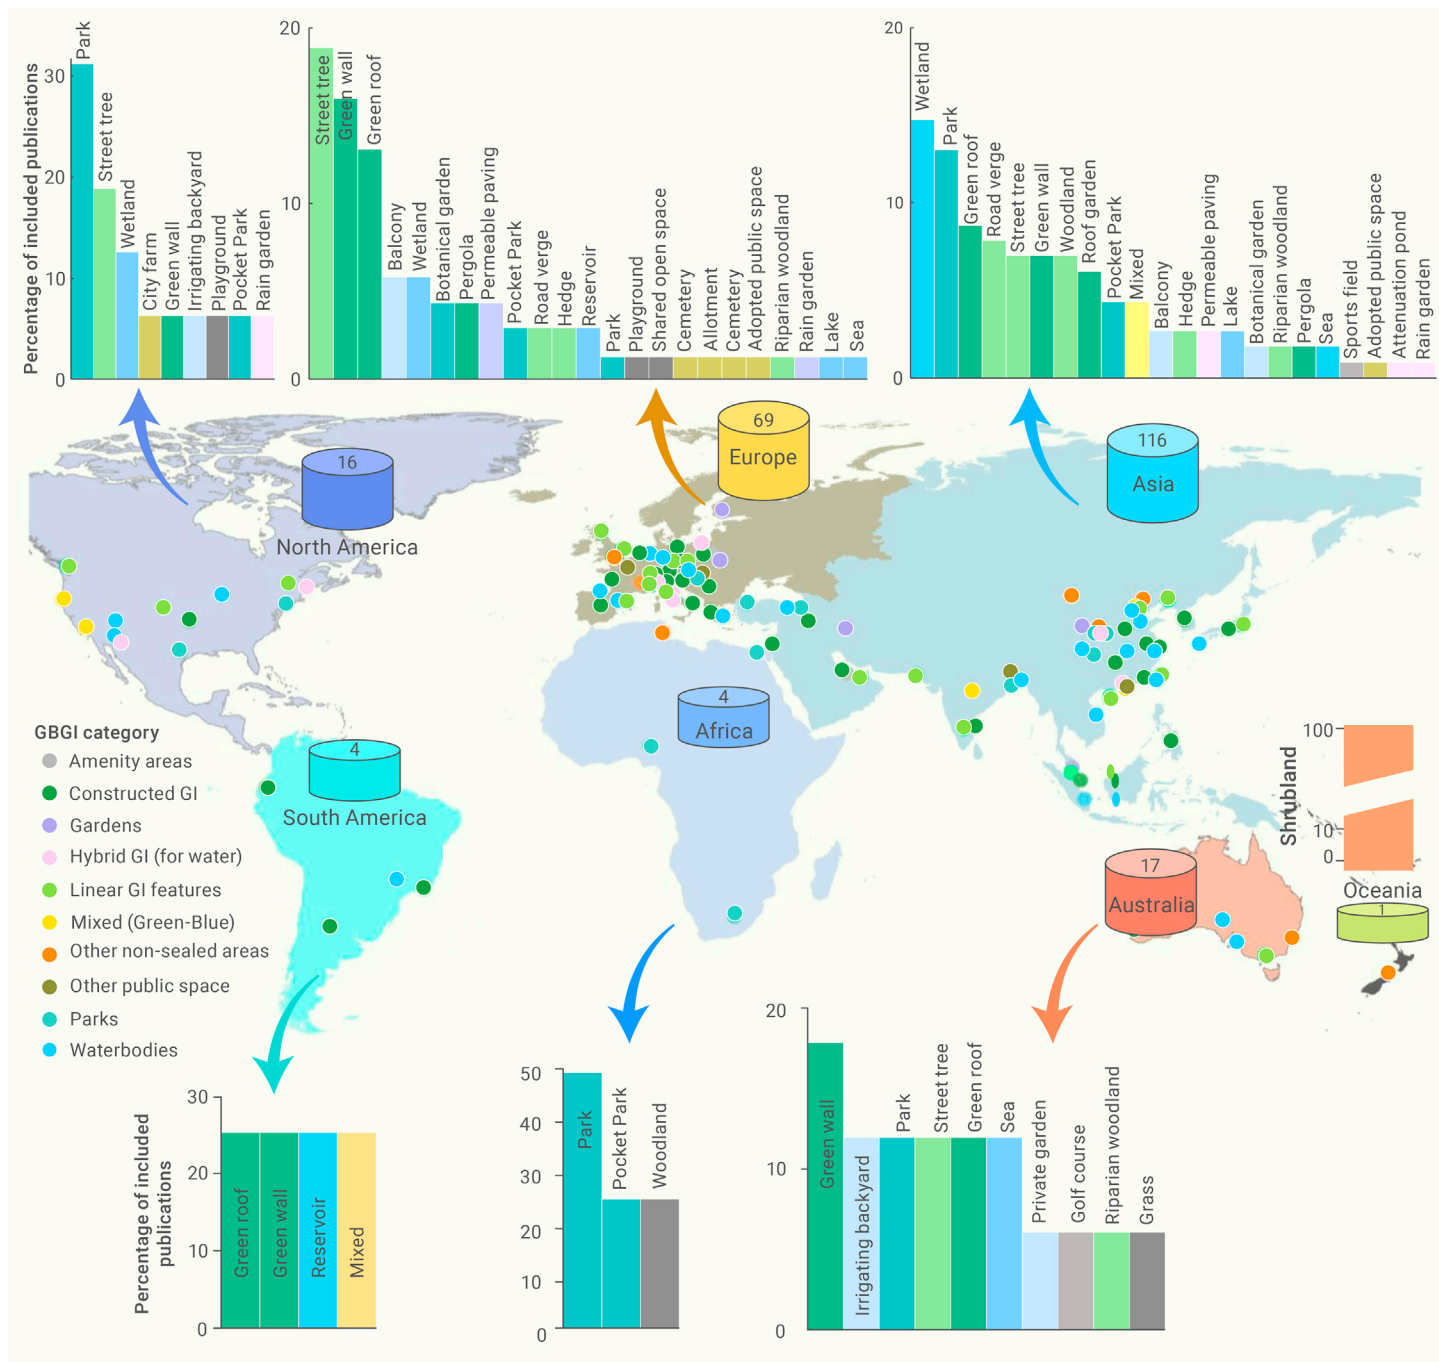 Percentage of included publications
30
20
10
0
Park
Street tree
Wetland
City farm
Green wall
Irrigating backyard
Playground
Pocket Park
Rain garden
20
10
0
Street tree
Green wall
Green roof
Balcony
Wetland
Botanical garden
Pergola
Permeable paving
Pocket Park
Road verge
Hedge
Reservoir
Park
Playground
Shared open space
Cemetery
Allotment
Cemetery
Adopted public space
Riparian woodland
Rain garden
Lake
Sea
20
10
0
Wetland
Park
Green roof
Road verge
Street tree
Green wall
Woodland
Roof garden
Pocket Park
Mixed
Balcony
Hedge
Permeable paving
Lake
Botanical garden
Riparian woodland
Pergola
Sea
Sports field
Adopted public space
Attenuation pond
Rain garden
16
North America
69
Europe
116
Asia
4
Africa
4
South America
17
Australia
Shrubland
100
10
0
Oceania
1
GBGI category
Amenity areas
Constructed GI
Gardens
Hybrid GI (for water)
Linear GI features
Mixed (Green-Blue)
Other non-sealed areas
Other public space
Parks
Waterbodies
Percentage of included
publications
30
20
10
0
Green roof
Green wall
Reservoir
Mixed
50
40
30
20
10
0
Park
Pocket Park
Woodland
20
10
0
Green wall
Irrigating backyard
Park
Street tree
Green roof
Sea
Private garden
Golf course
Riparian woodland
Grass